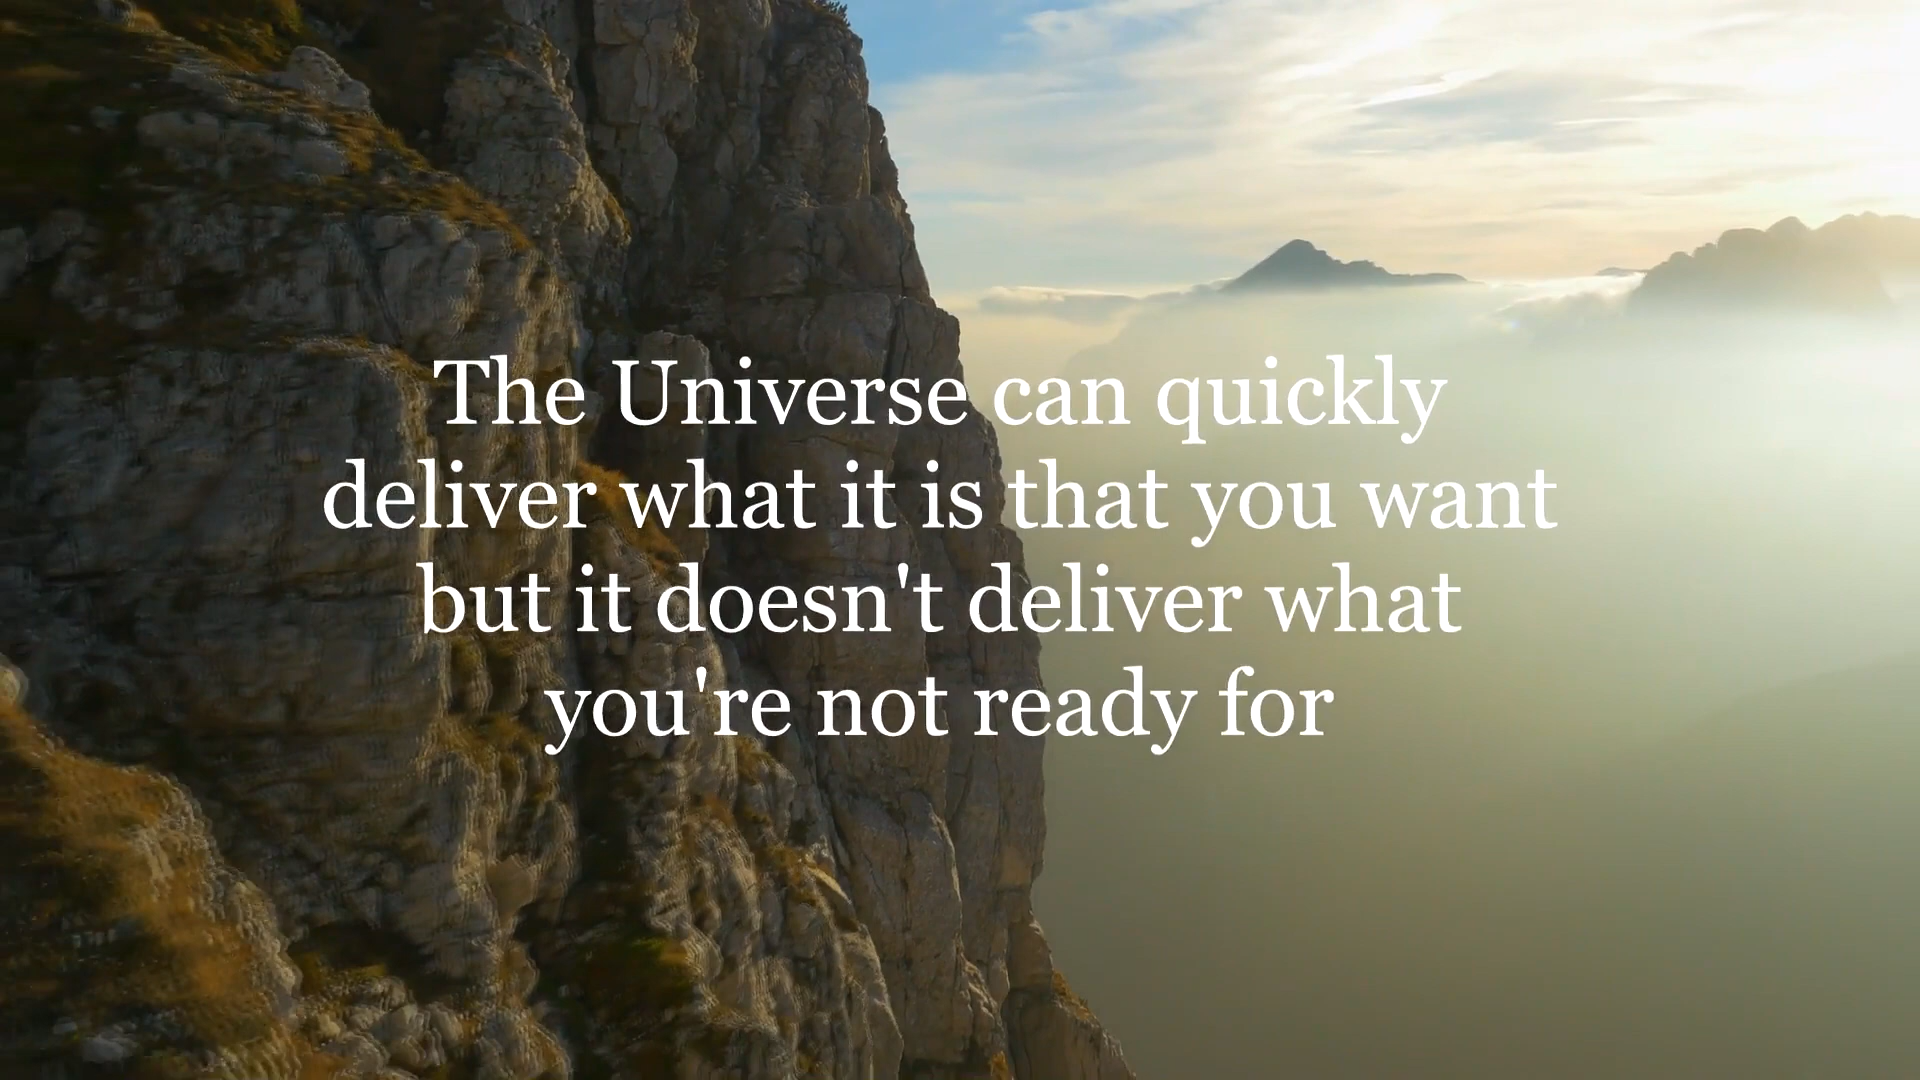 The Universe can quickly
deliver what it is that you want
but it doesn't deliver what
you're not ready for